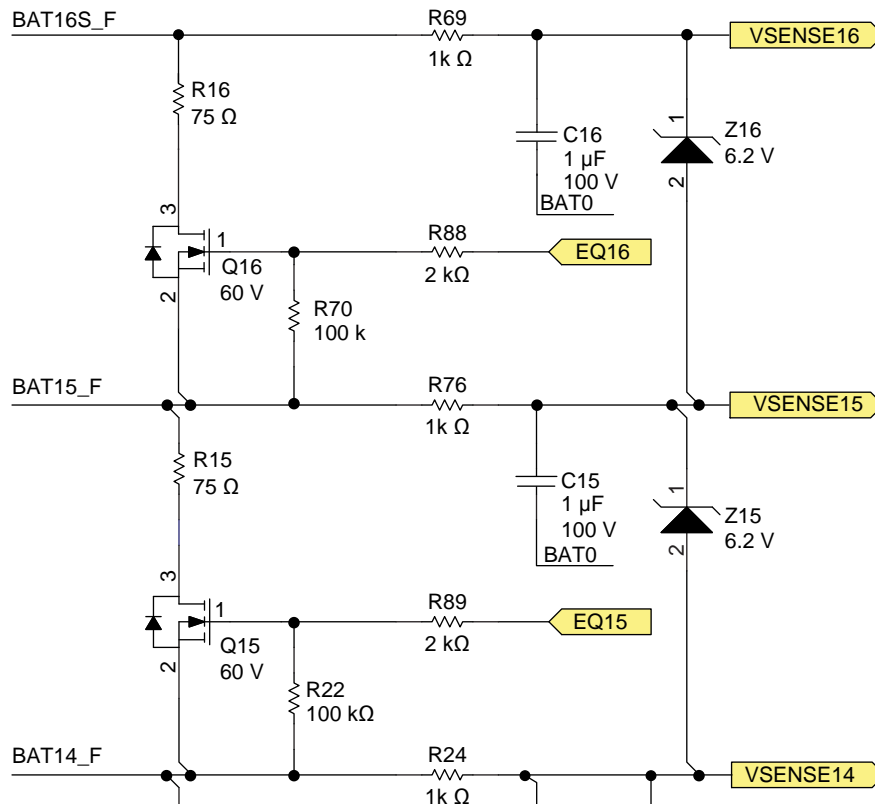 BAT16S_F
R69
1k Ω
VSENSE16
R16
75 Ω
1
C16
1 µF
100 V
BAT0
Z16
6.2 V
2
3
1
Q16
60 V
2
R88
2 kΩ
EQ16
R70
100 k
BAT15_F
R76
1k Ω
VSENSE15
R15
75 Ω
C15
1 µF
100 V
BAT0
1
Z15
6.2 V
2
3
1
Q15
60 V
2
R89
2 kΩ
EQ15
R22
100 kΩ
BAT14_F
R24
1k Ω
VSENSE14